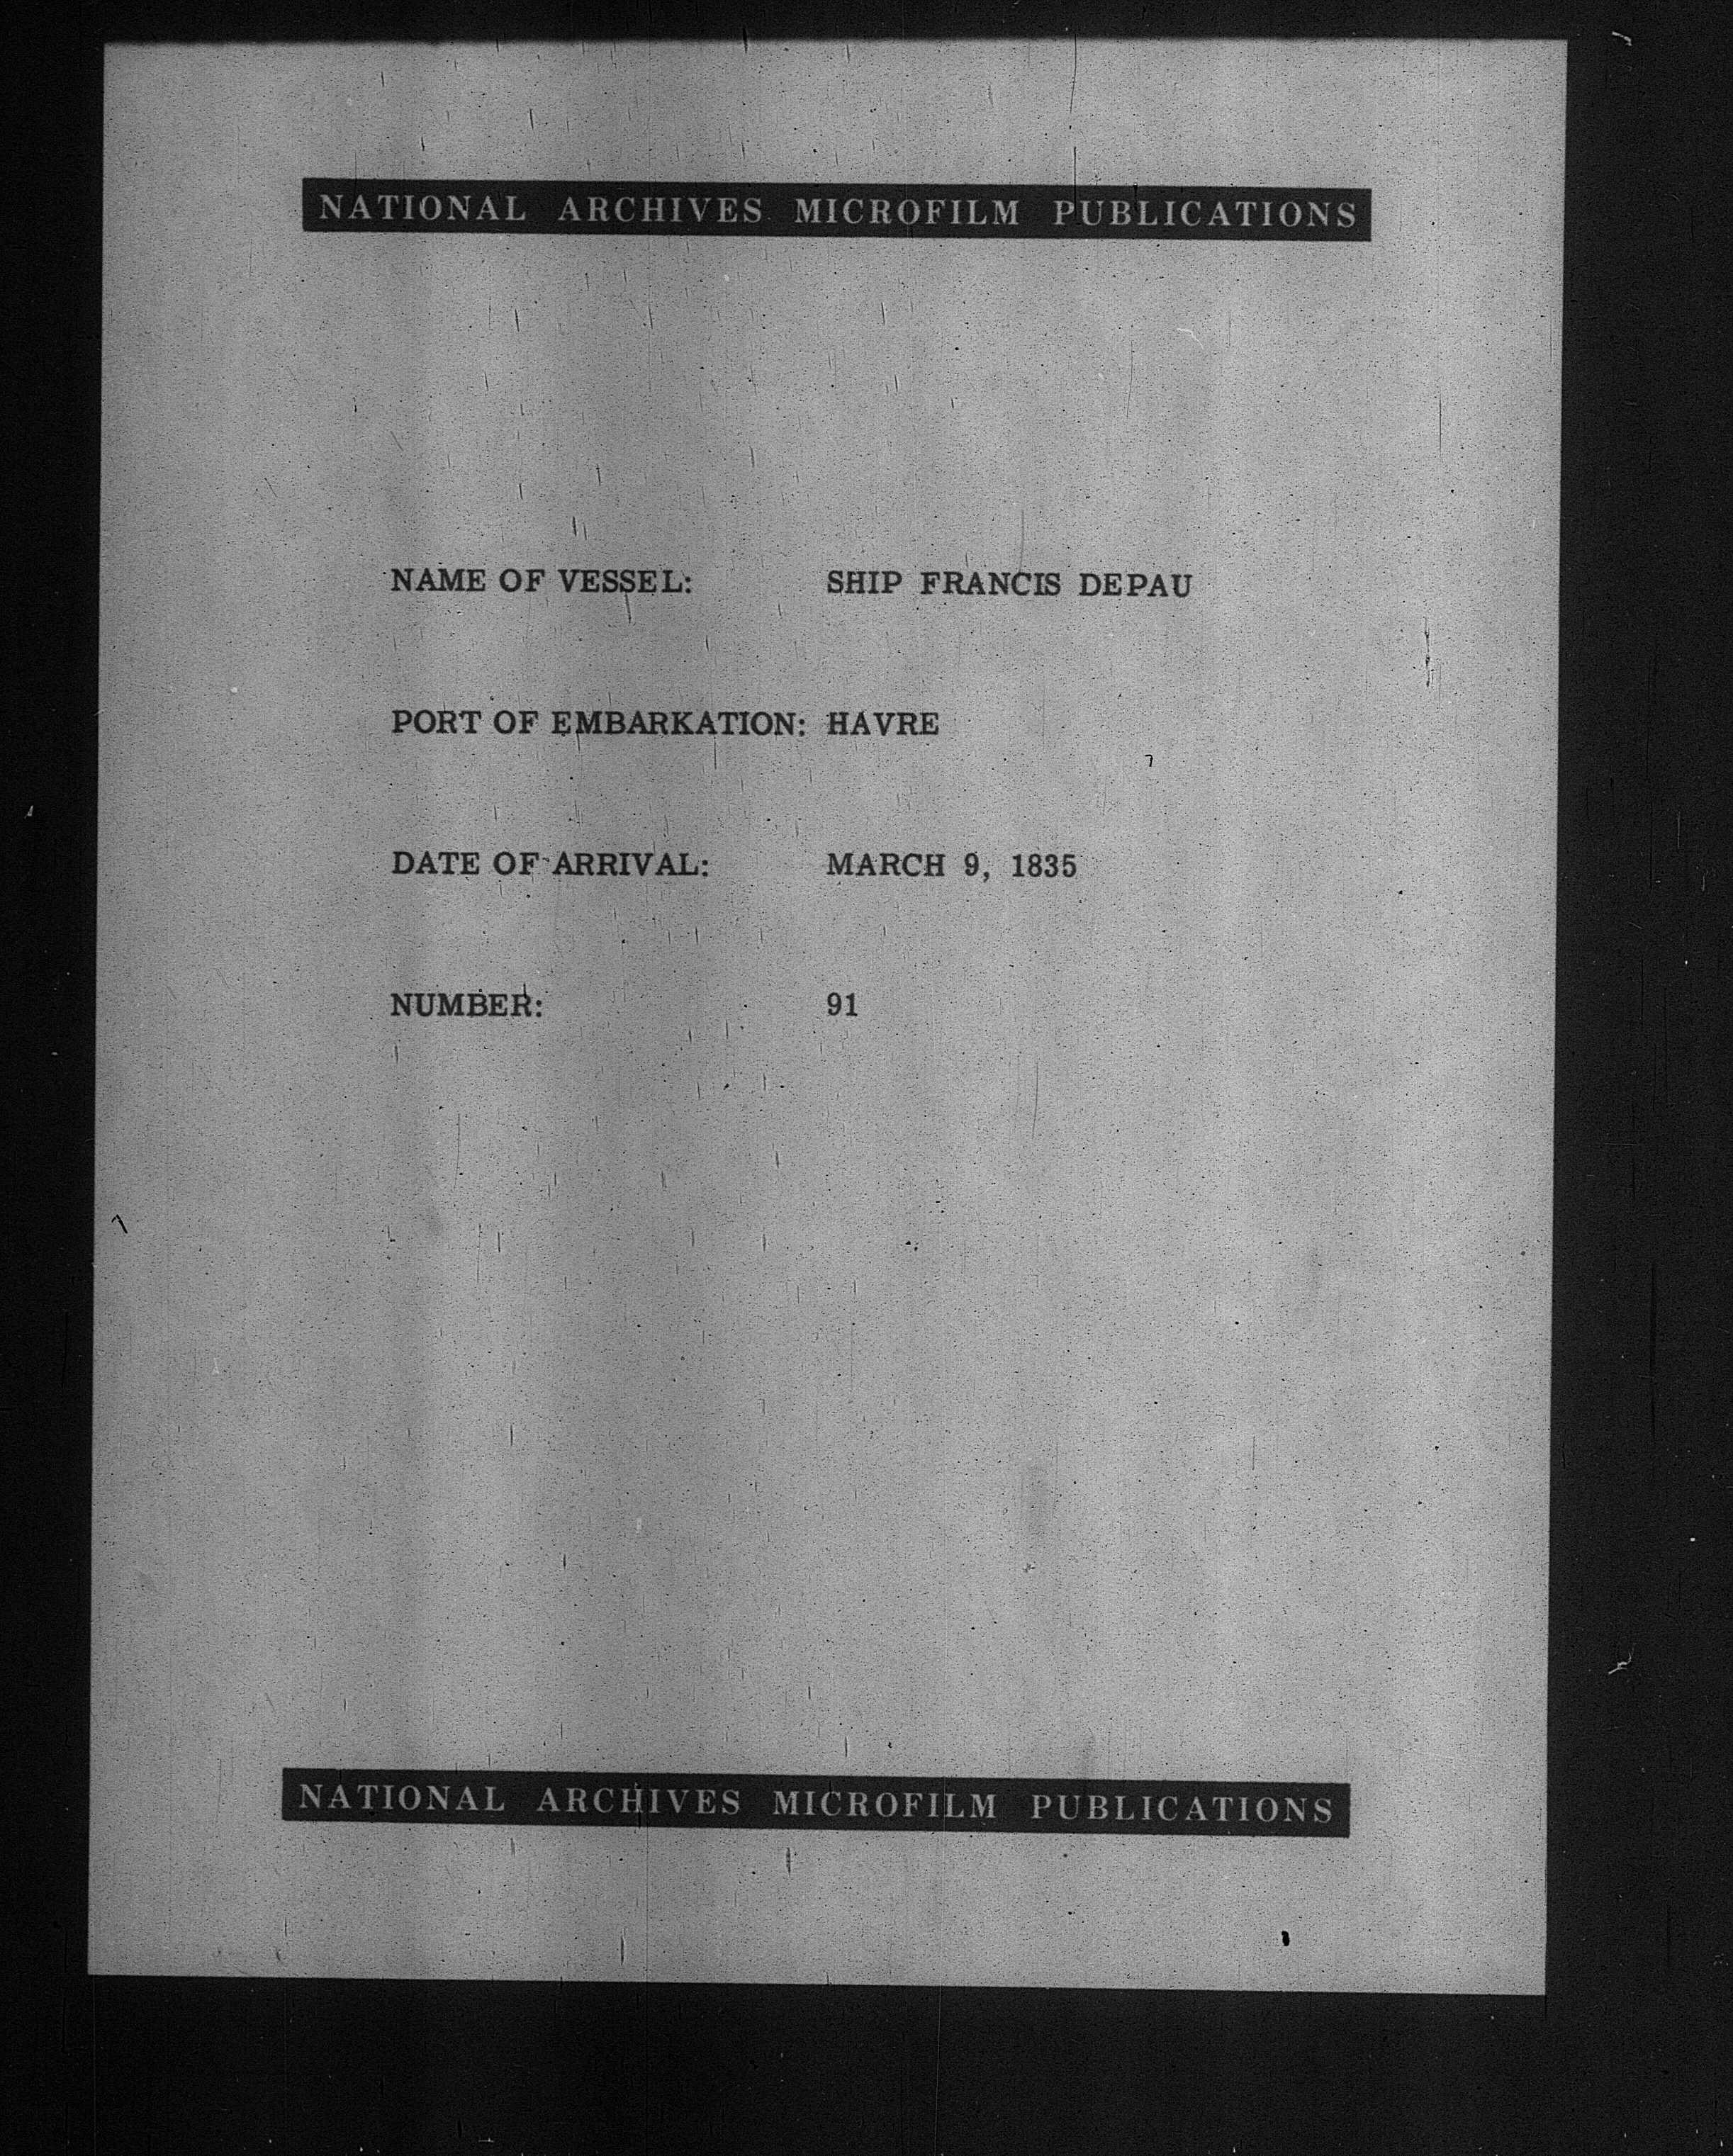 NATIONAL ARCHIVES MICROFILM PUBLICATIONS
NAME OF VESSEL: SHIP FRANCIS DEPAU
PORT OF EMBARKATION: HAVRE
DATE OF ARRIVAL: MARCH 9, 1835
NUMBER: 91
NATIONAL ARCHIVES MICROFILM PUBLICATIONS